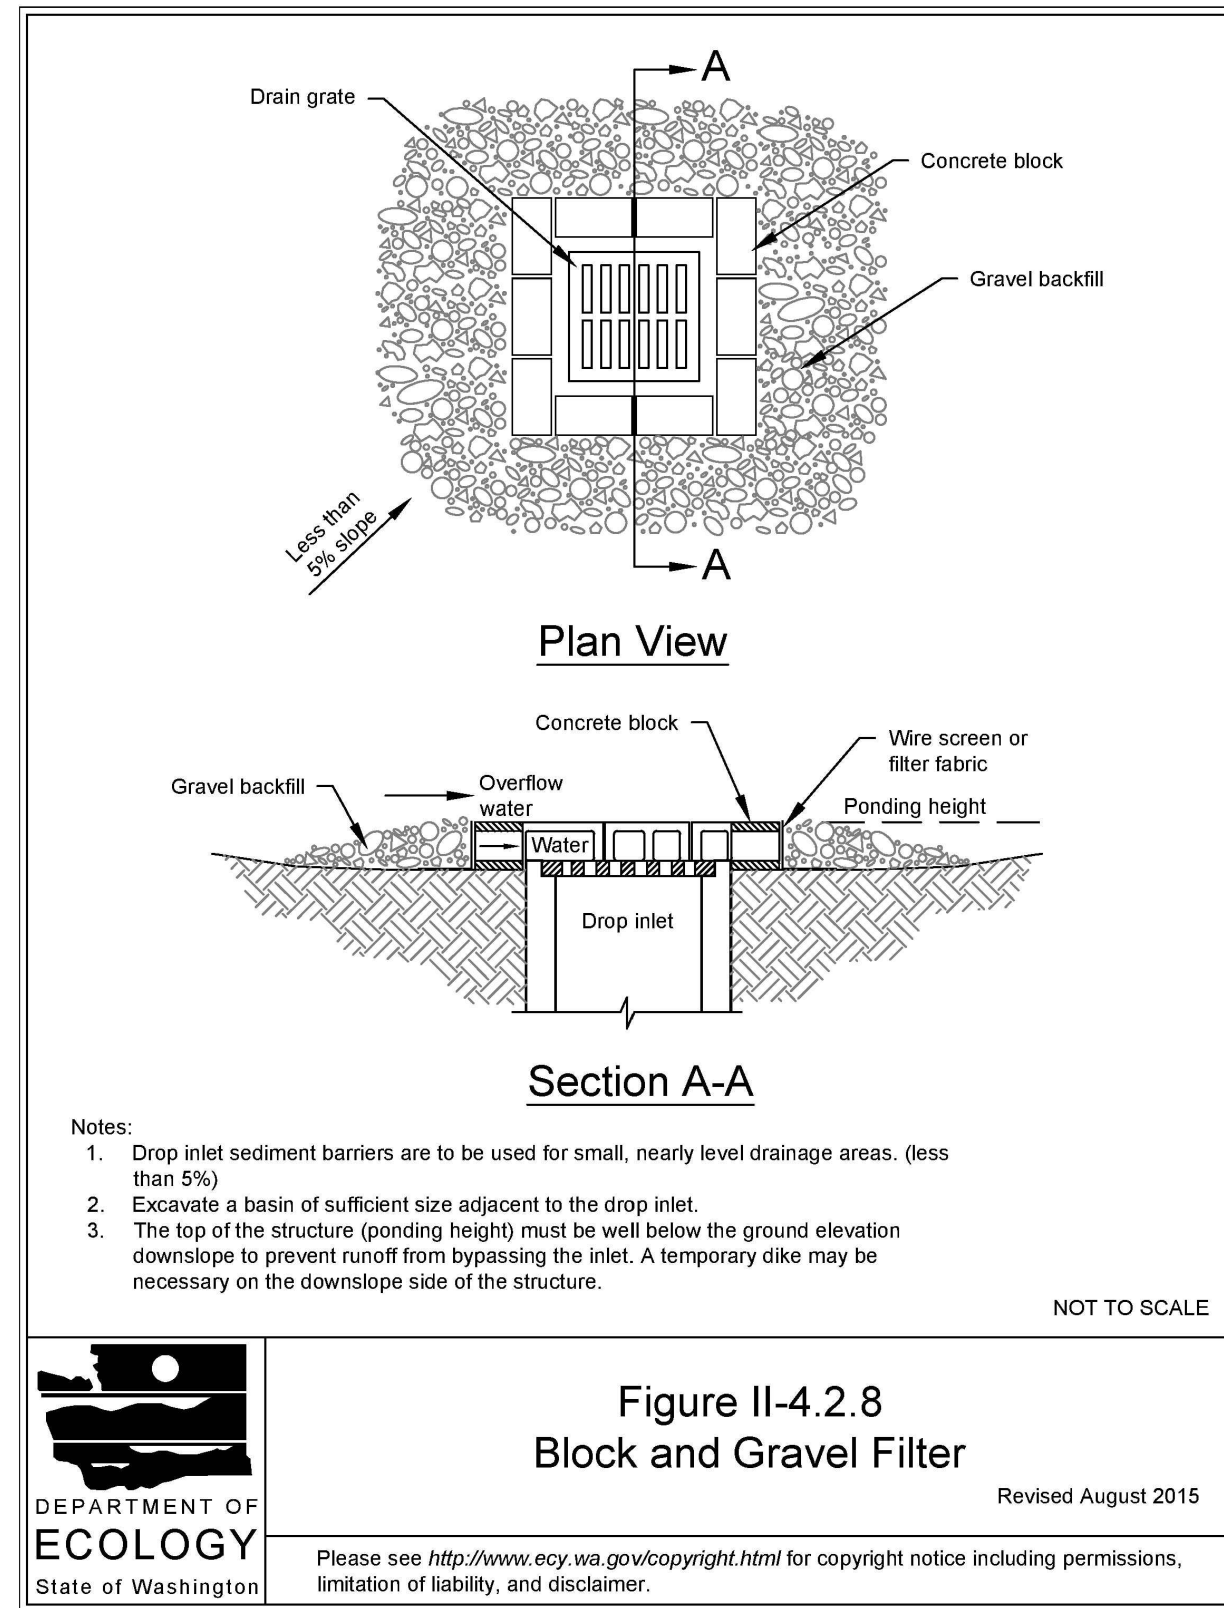 A
Drain grate
Concrete block
Gravel backfill
Less than
5% slope
A
Plan View
Concrete block
Wire screen or
filter fabric
Gravel backfill
Overflow
water
Ponding height
Water
Drop inlet
Section A-A
Notes:
1. Drop inlet sediment barriers are to be used for small, nearly level drainage areas. (less
than 5%)
2. Excavate a basin of sufficient size adjacent to the drop inlet.
3. The top of the structure (ponding height) must be well below the ground elevation
downslope to prevent runoff from bypassing the inlet. A temporary dike may be
necessary on the downslope side of the structure.
NOT TO SCALE
Figure II-4.2.8
Block and Gravel Filter
Revised August 2015
DEPARTMENT OF
ECOLOGY
State of Washington
Please see http://www.ecy.wa.gov/copyright.html for copyright notice including permissions,
limitation of liability, and disclaimer.